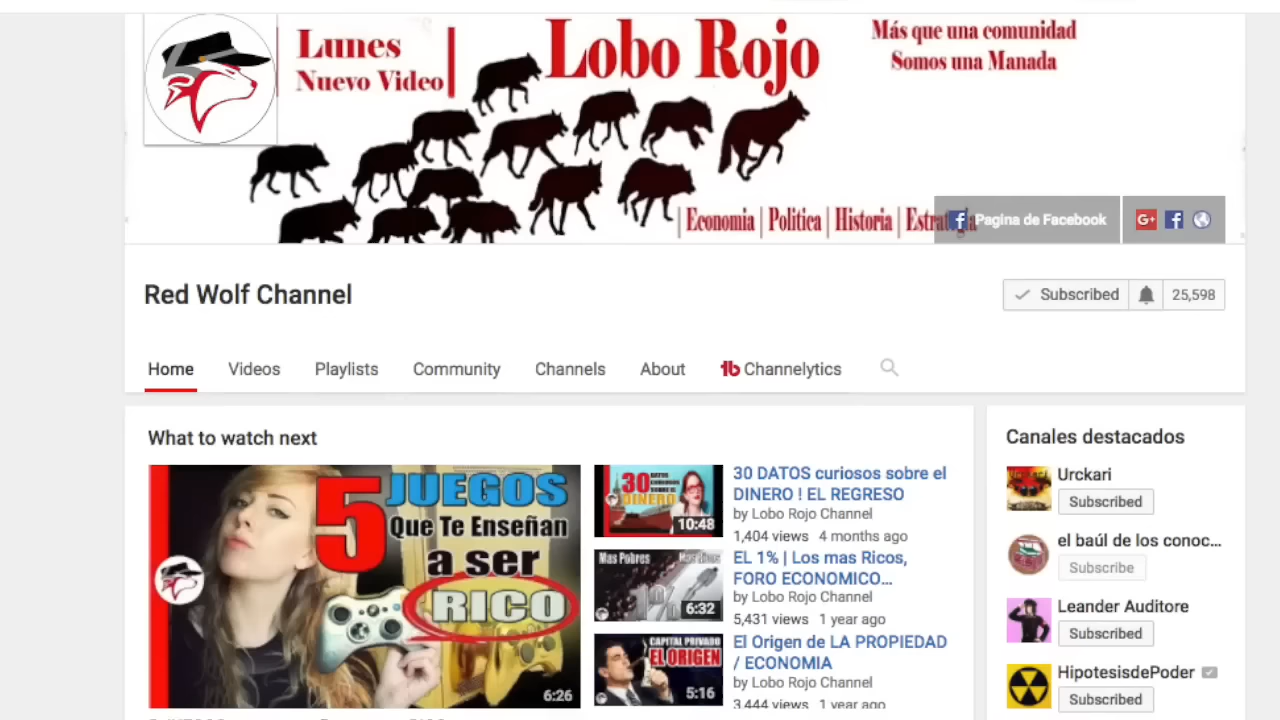 Lunes
Nuevo Video
Lobo Rojo
Más que una comunidad
Somos una Manada
| Economia | Politica | Historia | Estrategia
Pagina de Facebook
G+
Red Wolf Channel
Subscribed
25,598
Home
Videos
Playlists
Community
Channels
About
Channelytics
What to watch next
5 JUEGOS
Que Te Enseñan
a ser
RICO
6:26
30 DATOS
CURIOSOS
SOBRE EL
DINERO
10:48
30 DATOS curiosos sobre el
DINERO ! EL REGRESO
by Lobo Rojo Channel
1,404 views 4 months ago
Mas Pobres
1%
6:32
EL 1% | Los mas Ricos,
FORO ECONOMICO...
by Lobo Rojo Channel
5,431 views 1 year ago
CAPITAL PRIVADO
EL ORIGEN
5:16
El Origen de LA PROPIEDAD
/ ECONOMIA
by Lobo Rojo Channel
3,444 views 1 year ago
Canales destacados
Urckari
Subscribed
el baúl de los conoc...
Subscribe
Leander Auditore
Subscribed
HipotesisdePoder
Subscribed